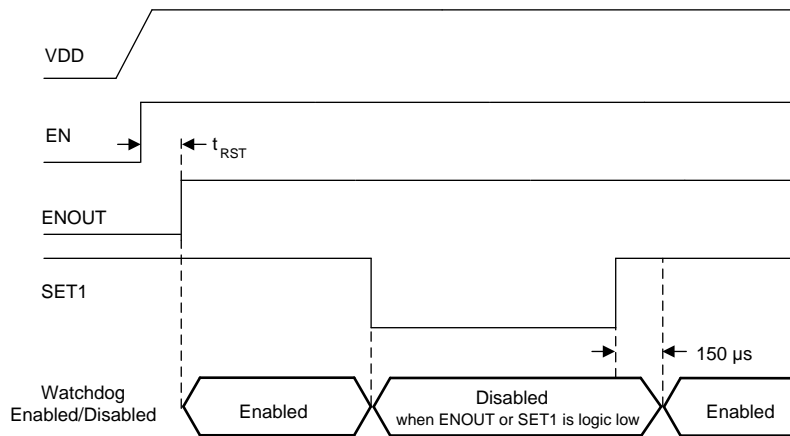 VDD
EN
tRST
ENOUT
SET1
150 µs
Watchdog
Enabled/Disabled
Enabled
Disabled
when ENOUT or SET1 is logic low
Enabled